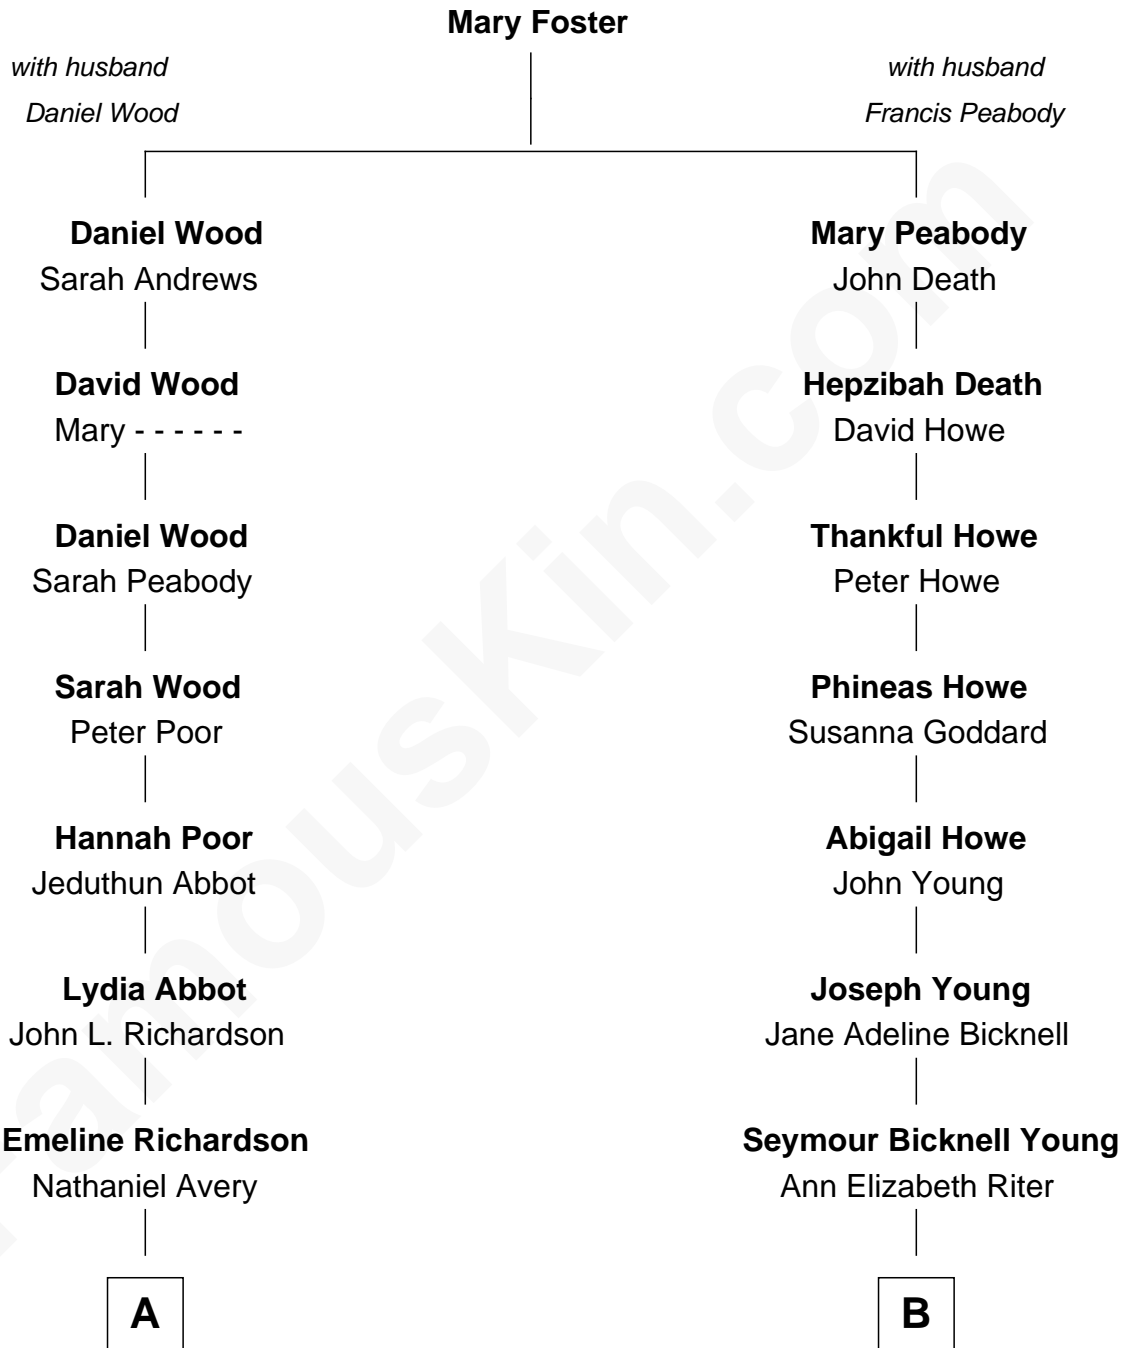 Mary Foster
with husband
Daniel Wood
with husband
Francis Peabody
Daniel Wood
Sarah Andrews
Mary Peabody
John Death
David Wood
Mary - - - - - -
Hepzibah Death
David Howe
Daniel Wood
Sarah Peabody
Thankful Howe
Peter Howe
Sarah Wood
Peter Poor
Phineas Howe
Susanna Goddard
Hannah Poor
Jeduthun Abbot
Abigail Howe
John Young
Lydia Abbot
John L. Richardson
Joseph Young
Jane Adeline Bicknell
Emeline Richardson
Nathaniel Avery
Seymour Bicknell Young
Ann Elizabeth Riter
A
B
FamousKin.com